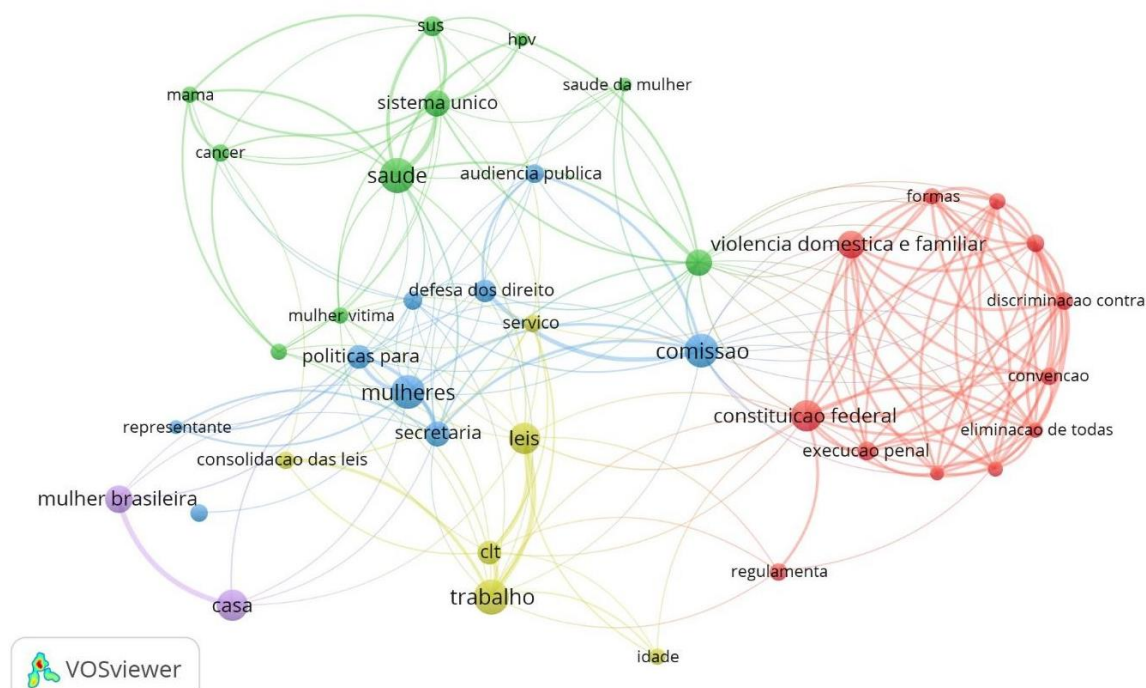 sus
hpv
saude da mulher
mama
sistema unico
cancer
saude
audiencia publica
formas
violencia domestica e familiar
defesa dos direito
discriminacao contra
mulher vitima
servico
comissao
politicas para
convencao
mulheres
constituicao federal
representante
secretaria
leis
eliminacao de todas
consolidacao das leis
execucao penal
mulher brasileira
clt
regulamenta
trabalho
casa
idade
VOSviewer